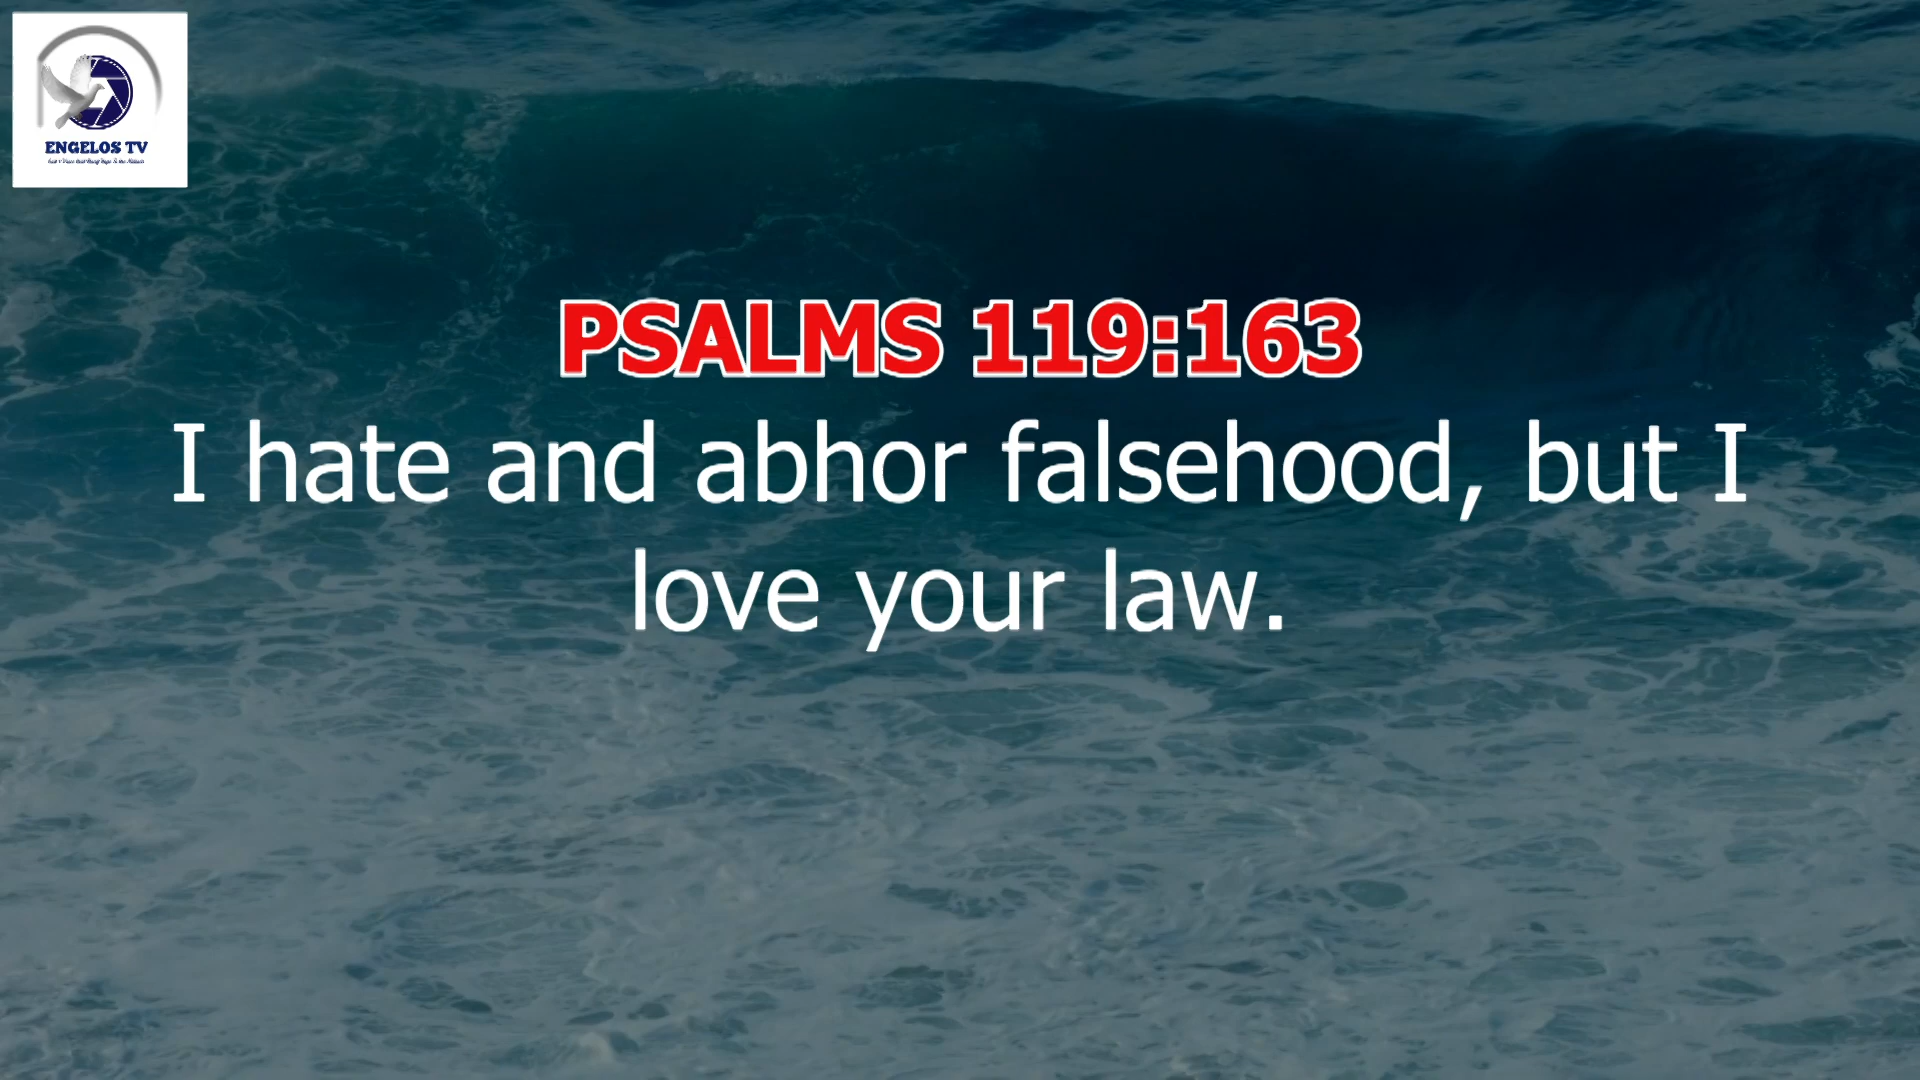 ENGELOS TV
PSALMS 119:163
I hate and abhor falsehood, but I
love your law.